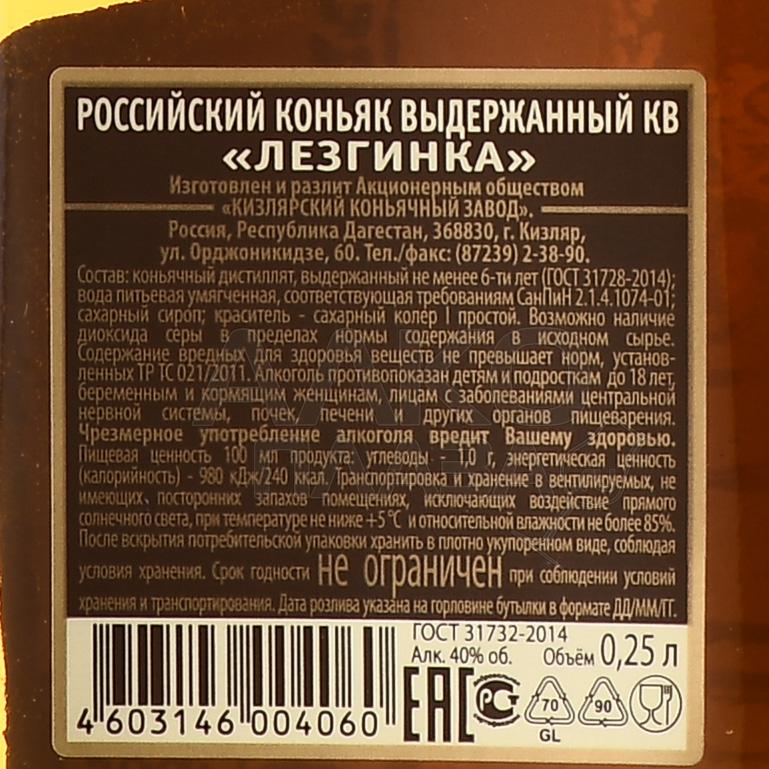 РОССИЙСКИЙ КОНЬЯК ВЫДЕРЖАННЫЙ КВ
«ЛЕЗГИНКА»
Изготовлен и разлит Акционерным обществом
«КИЗЛЯРСКИЙ КОНЬЯЧНЫЙ ЗАВОД».
Россия, Республика Дагестан, 368830, г. Кизляр,
ул. Орджоникидзе, 60. Тел./факс: (87239) 2-38-90.
Состав: коньячный дистиллят, выдержанный не менее 6-ти лет (ГОСТ 31728-2014);
вода питьевая умягченная, соответствующая требованиям СанПиН 2.1.4.1074-01;
сахарный сироп; краситель - сахарный колер I простой. Возможно наличие
диоксида серы в пределах нормы содержания в исходном сырье.
Содержание вредных для здоровья веществ не превышает норм, установ-
ленных ТР ТС 021/2011. Алкоголь противопоказан детям и подросткам до 18 лет,
беременным и кормящим женщинам, лицам с заболеваниями центральной
нервной системы, почек, печени и других органов пищеварения.
Чрезмерное употребление алкоголя вредит Вашему здоровью.
Пищевая ценность 100 мл продукта: углеводы - 1,0 г, энергетическая ценность
(калорийность) - 980 кДж/240 ккал. Транспортировка и хранение в вентилируемых, не
имеющих посторонних запахов помещениях, исключающих воздействие прямого
солнечного света, при температуре не ниже +5°С и относительной влажности не более 85%.
После вскрытия потребительской упаковки хранить в плотно укупоренном виде, соблюдая
условия хранения. Срок годности не ограничен при соблюдении условий
хранения и транспортирования. Дата розлива указана на горловине бутылки в формате ДД/ММ/ГГ.
ГОСТ 31732-2014
Алк. 40% об. Объём 0,25 л
4 603146 004060
ЕАС РСТ 70 90
GL